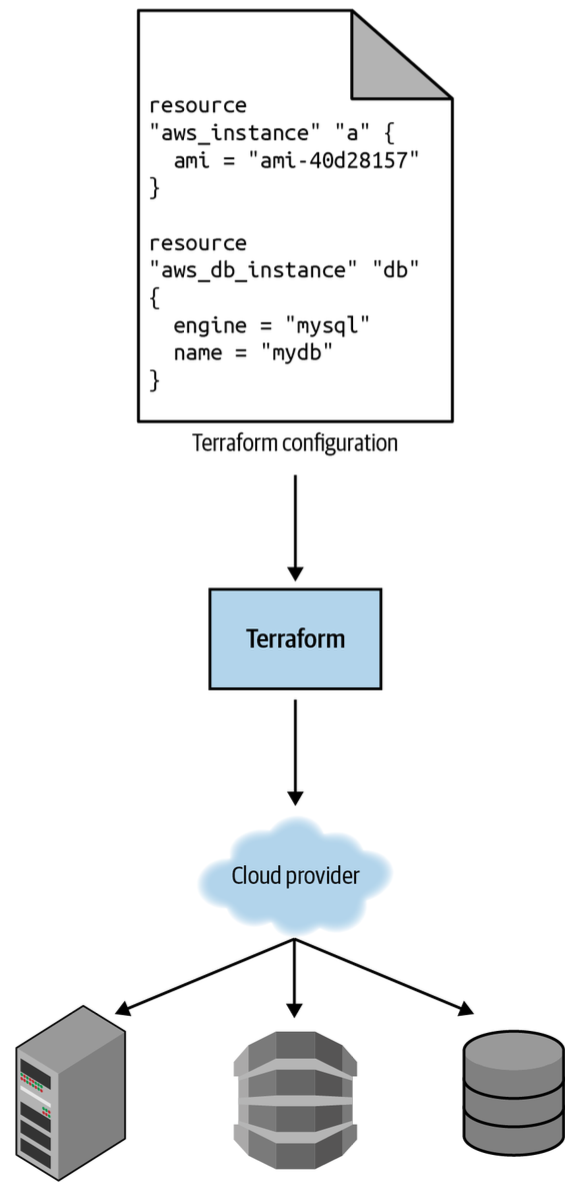 resource
"aws_instance" "a" {
  ami = "ami-40d28157"
}
resource
"aws_db_instance" "db"
{
  engine = "mysql"
  name = "mydb"
}
Terraform configuration
Terraform
Cloud provider